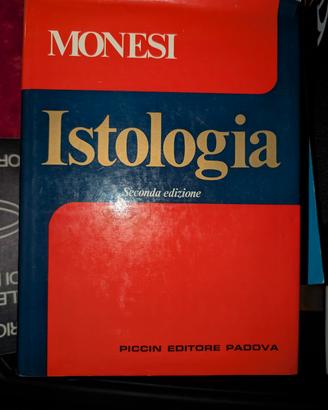 MONESI
Istologia
Seconda edizione
PICCIN EDITORE PADOVA